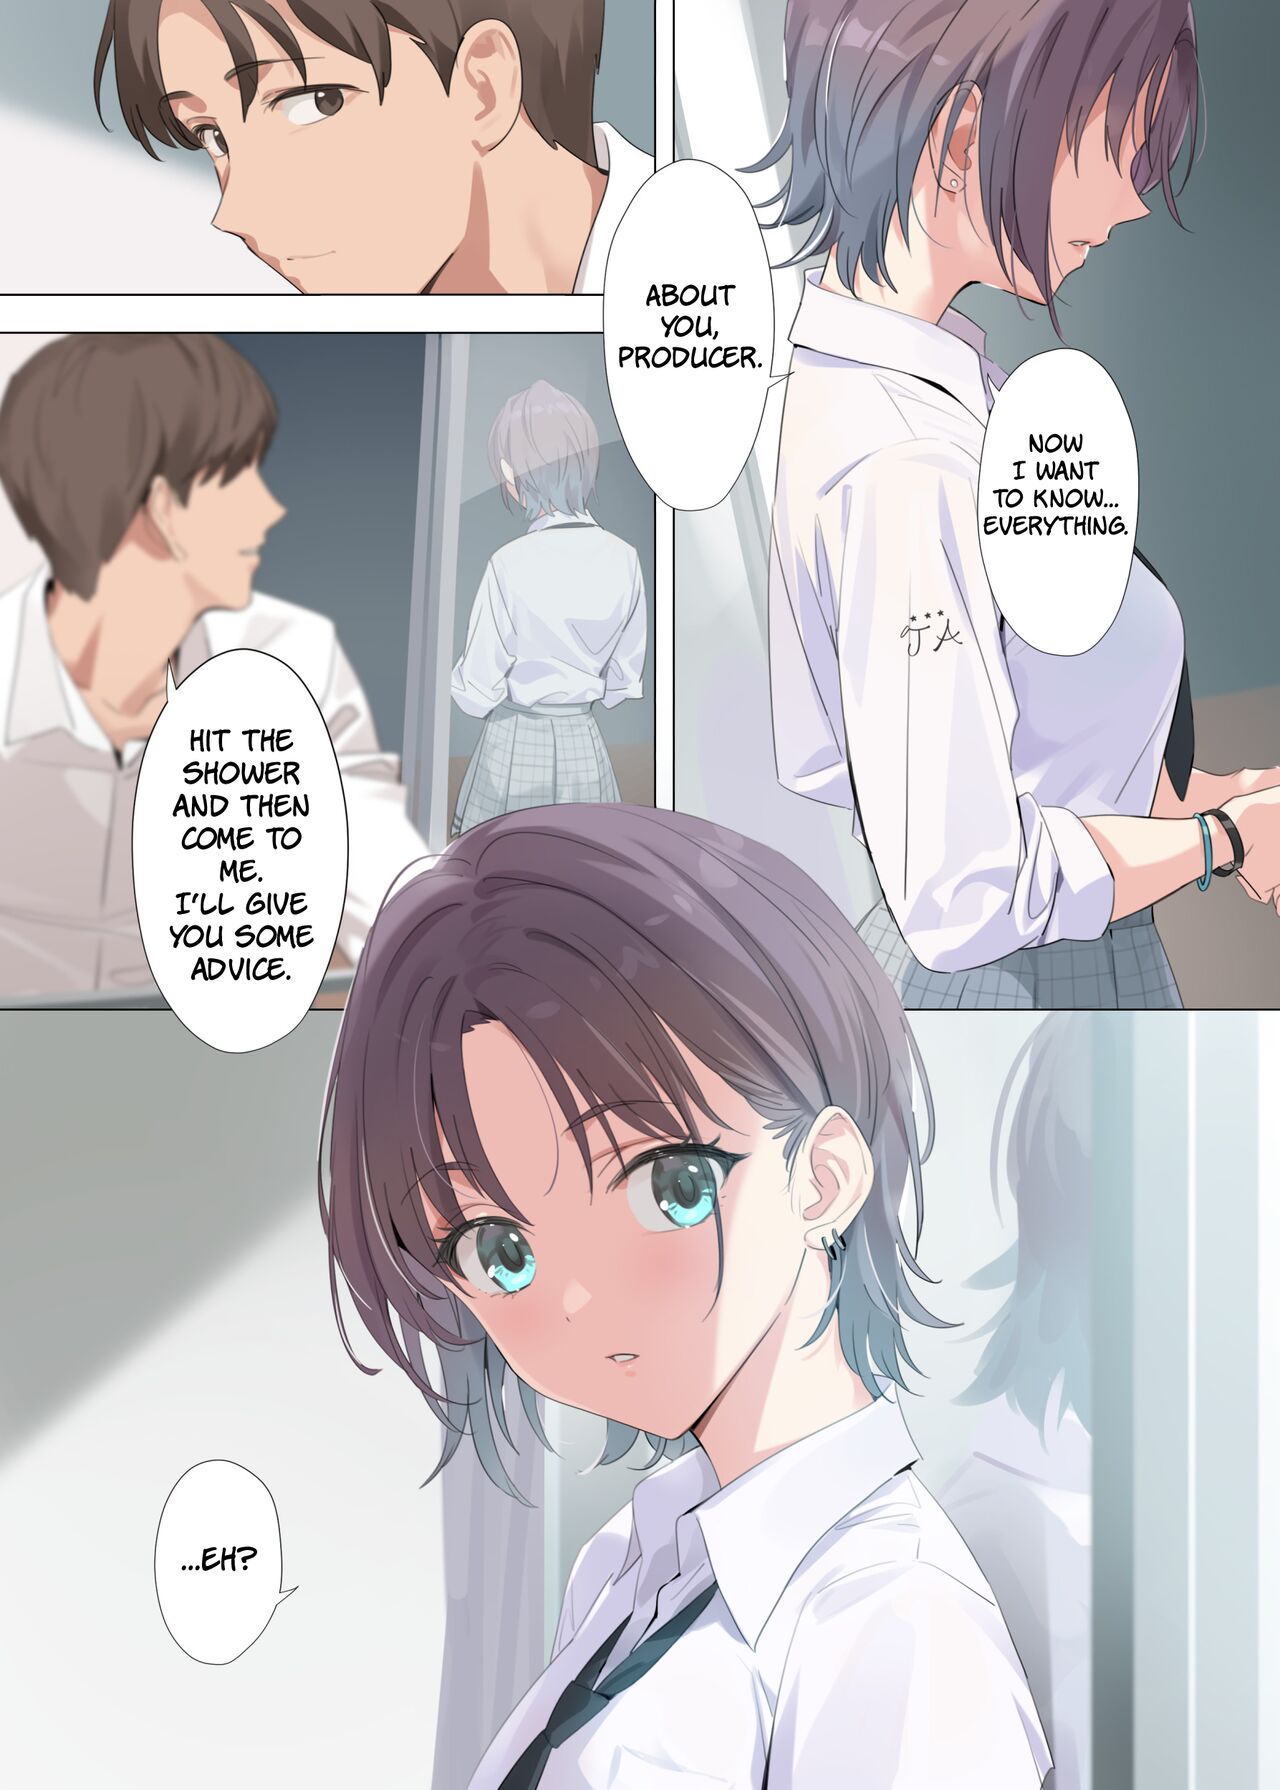 NOW
I WANT
TO KNOW...
EVERYTHING.
ABOUT
YOU,
PRODUCER.
HIT THE
SHOWER
AND THEN
COME TO
ME.
I'LL GIVE
YOU SOME
ADVICE.
...EH?